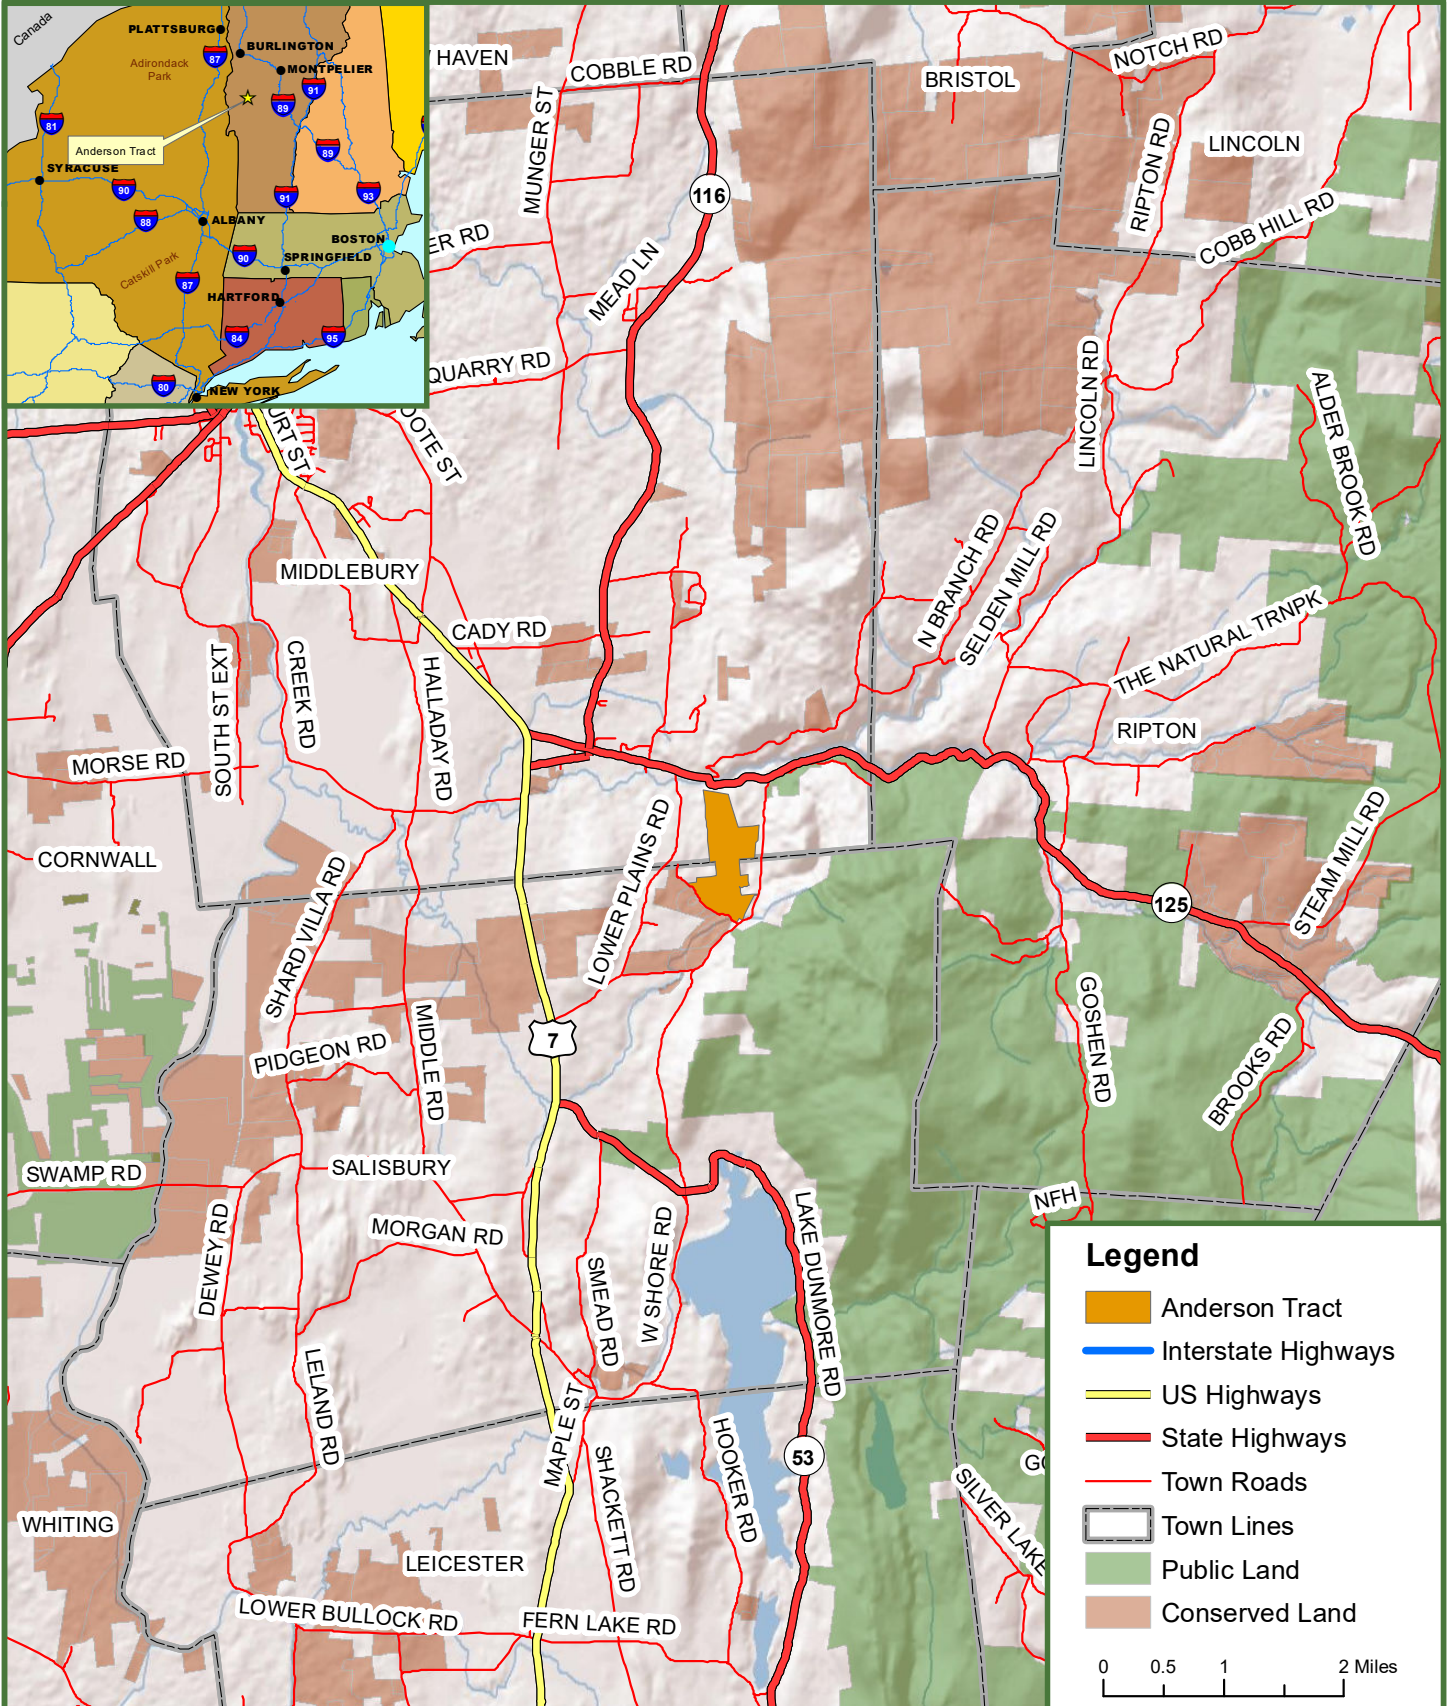 Canada
PLATTSBURG
BURLINGTON
Adirondack
Park
MONTPELIER
87
91
89
81
Anderson Tract
89
SYRACUSE
90
91
93
88
ALBANY
BOSTON
90
SPRINGFIELD
Catskill Park
87
HARTFORD
84
95
80
NEW YORK
HAVEN
COBBLE RD
BRISTOL
NOTCH RD
MUNGER ST
LINCOLN
RIPTON RD
116
COBB HILL RD
ER RD
MEAD LN
QUARRY RD
LINCOLN RD
ALDER BROOK RD
URT ST
OOTE ST
MIDDLEBURY
N BRANCH RD
SELDEN MILL RD
CADY RD
THE NATURAL TRNPK
SOUTH ST EXT
CREEK RD
HALLADAY RD
RIPTON
MORSE RD
LOWER PLAINS RD
STEAM MILL RD
CORNWALL
SHARD VILLA RD
125
GOSHEN RD
MIDDLE RD
7
PIDGEON RD
BROOKS RD
SWAMP RD
SALISBURY
NFH
DEWEY RD
MORGAN RD
W SHORE RD
LAKE DUNMORE RD
SMEAD RD
LELAND RD
MAPLE ST
HOOKER RD
SHACKETT RD
53
GO
SILVER LAKE
WHITING
LEICESTER
LOWER BULLOCK RD
FERN LAKE RD
Legend
Anderson Tract
Interstate Highways
US Highways
State Highways
Town Roads
Town Lines
Public Land
Conserved Land
0 0.5 1 2 Miles